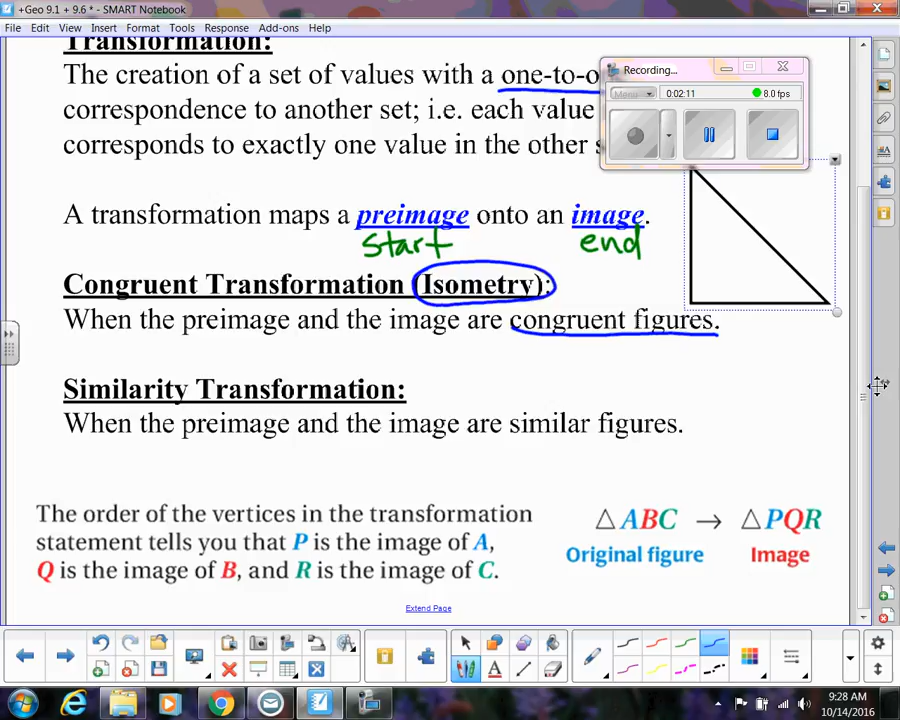 +Geo 9.1 + 9.6 * - SMART Notebook
File Edit View Insert Format Tools Response Add-ons Help
Transformation:
The creation of a set of values with a one-to-o
correspondence to another set; i.e. each value
corresponds to exactly one value in the other s
Recording...
Menu 0:02:11 8.0 fps
A transformation maps a preimage onto an image.
start end
Congruent Transformation (Isometry):
When the preimage and the image are congruent figures.
Similarity Transformation:
When the preimage and the image are similar figures.
The order of the vertices in the transformation
statement tells you that P is the image of A,
Q is the image of B, and R is the image of C.
△ABC → △PQR
Original figure Image
Extend Page
9:28 AM
10/14/2016